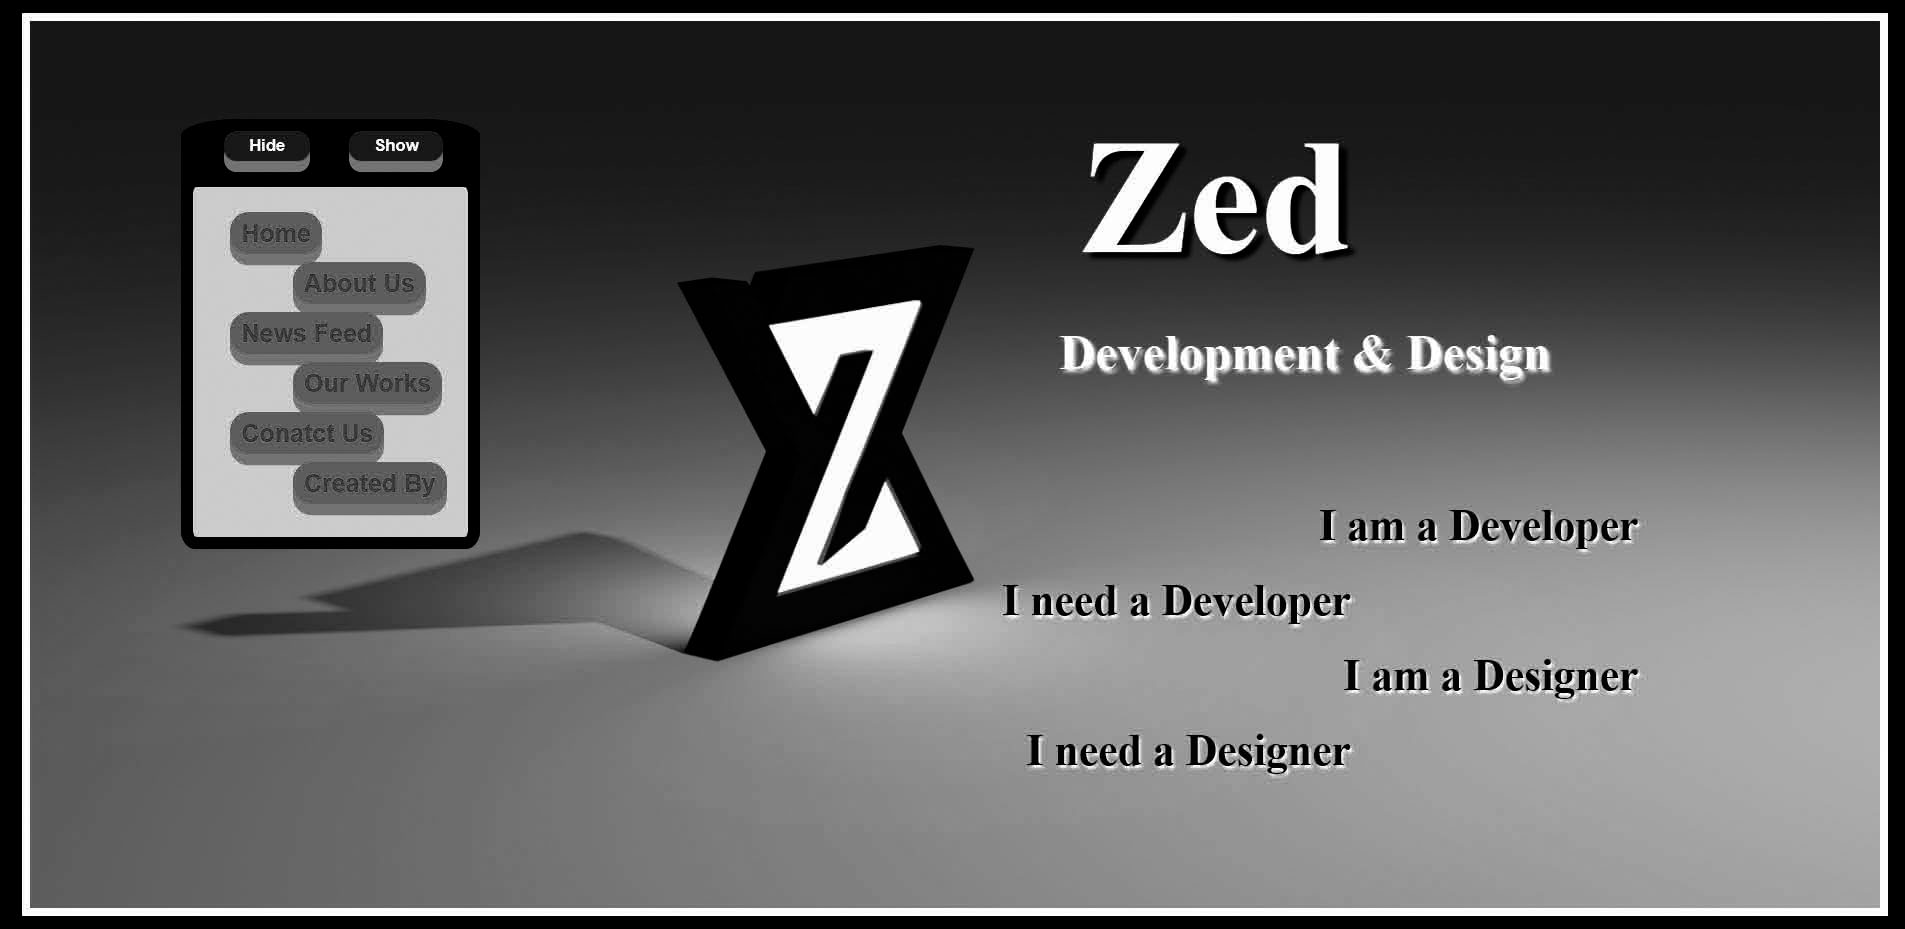 Hide Show
Home
About Us
News Feed
Our Works
Conatct Us
Created By
Z
Zed
Development & Design
I am a Developer
I need a Developer
I am a Designer
I need a Designer